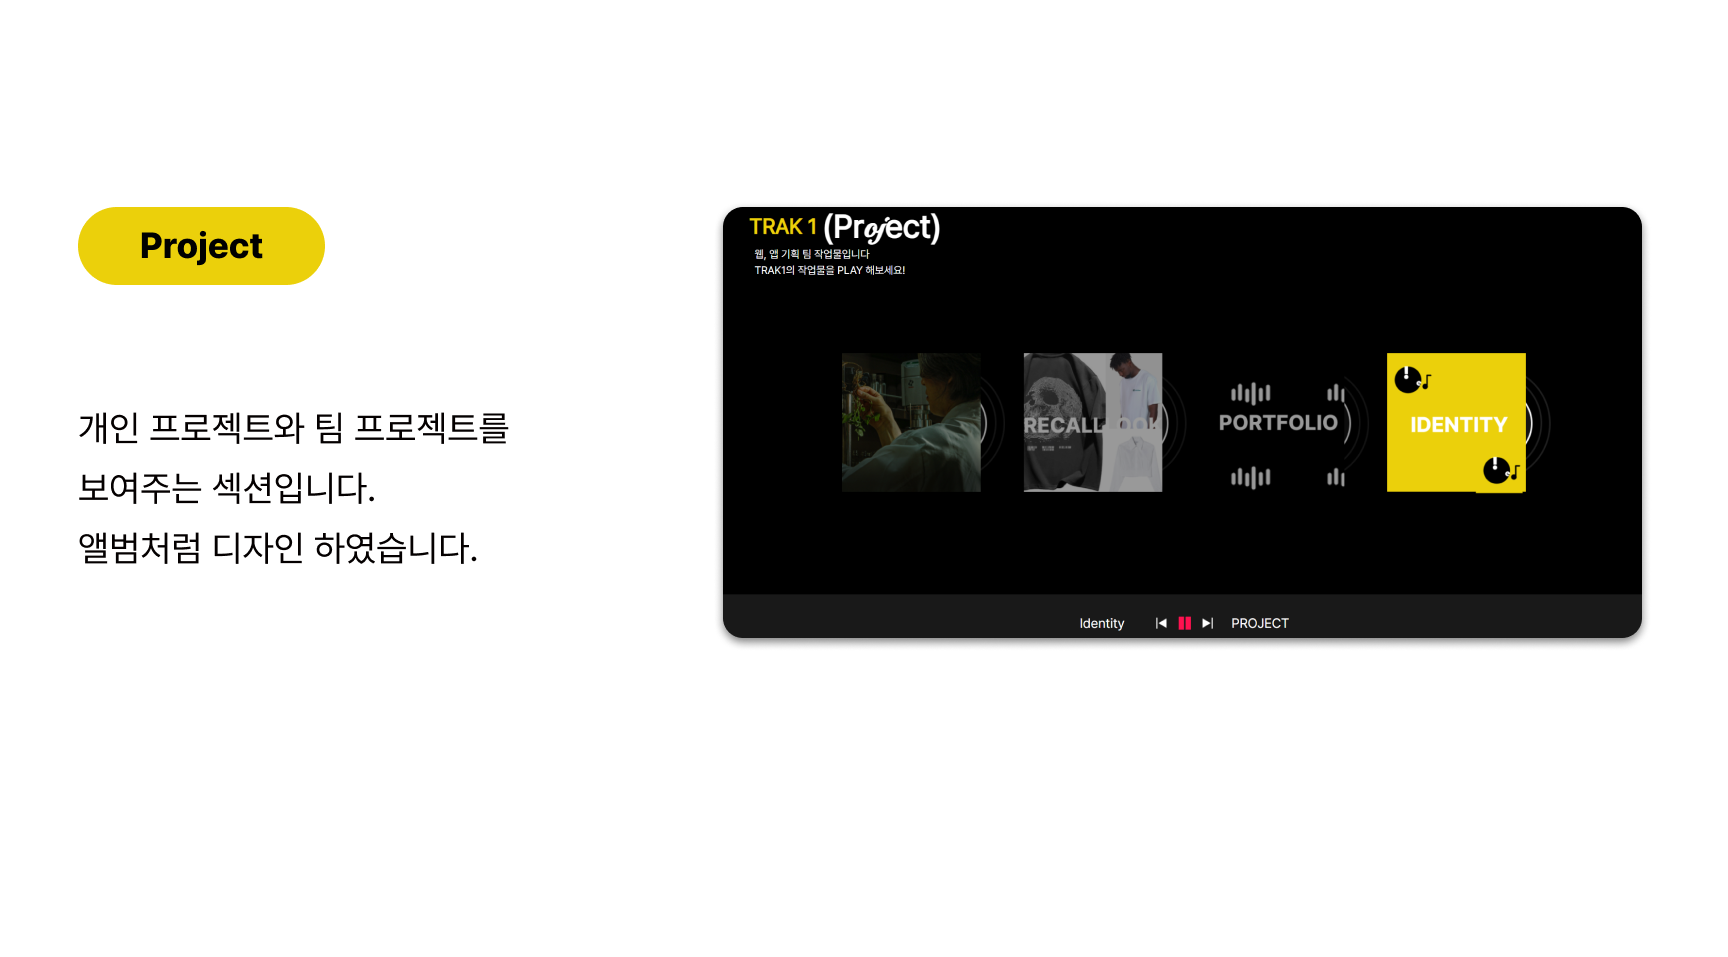 Project
개인 프로젝트와 팀 프로젝트를
보여주는 섹션입니다.
앨범처럼 디자인 하였습니다.
TRAK 1 (Project)
웹, 앱 기획 팀 작업물입니다
TRAK1의 작업물을 PLAY 해보세요!
RECALL LOOK
PORTFOLIO
IDENTITY
Identity
PROJECT